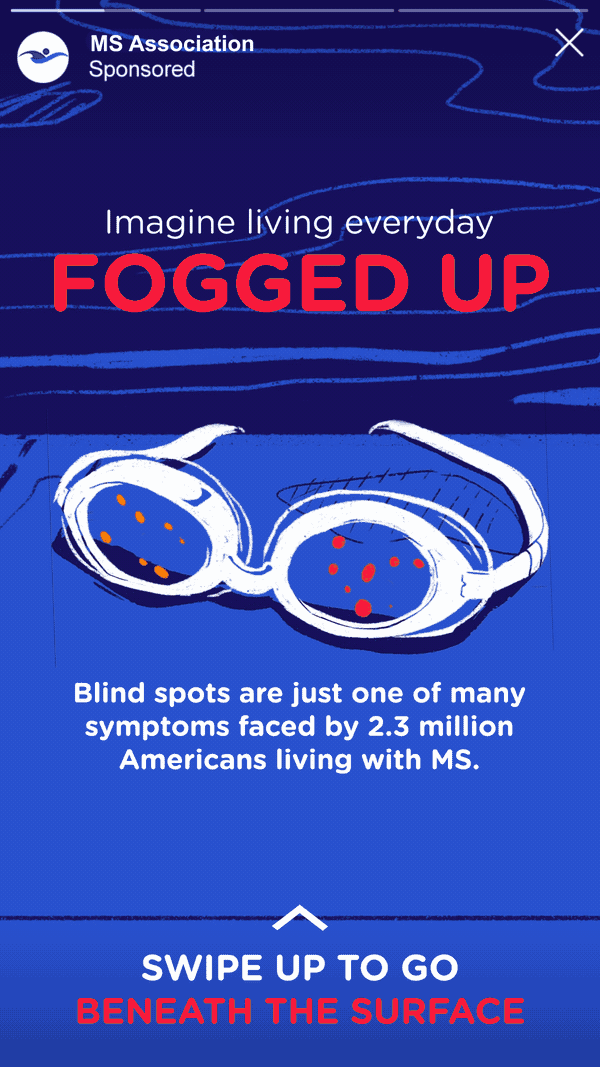 MS Association
Sponsored
Imagine living everyday
FOGGED UP
Blind spots are just one of many
symptoms faced by 2.3 million
Americans living with MS.
SWIPE UP TO GO
BENEATH THE SURFACE